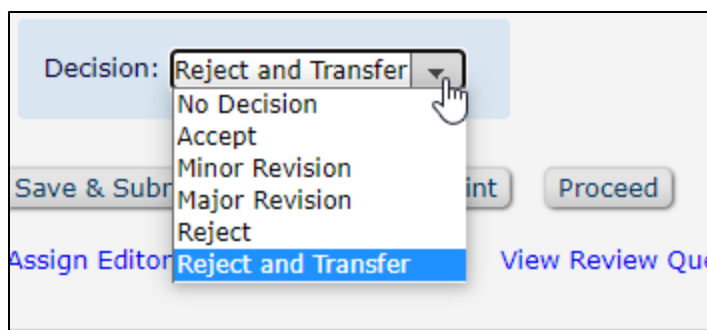 Decision: Reject and Transfer
No Decision
Accept
Minor Revision
Save & Subr
int
Proceed
Major Revision
Reject
Assign Editor
Reject and Transfer
View Review Que